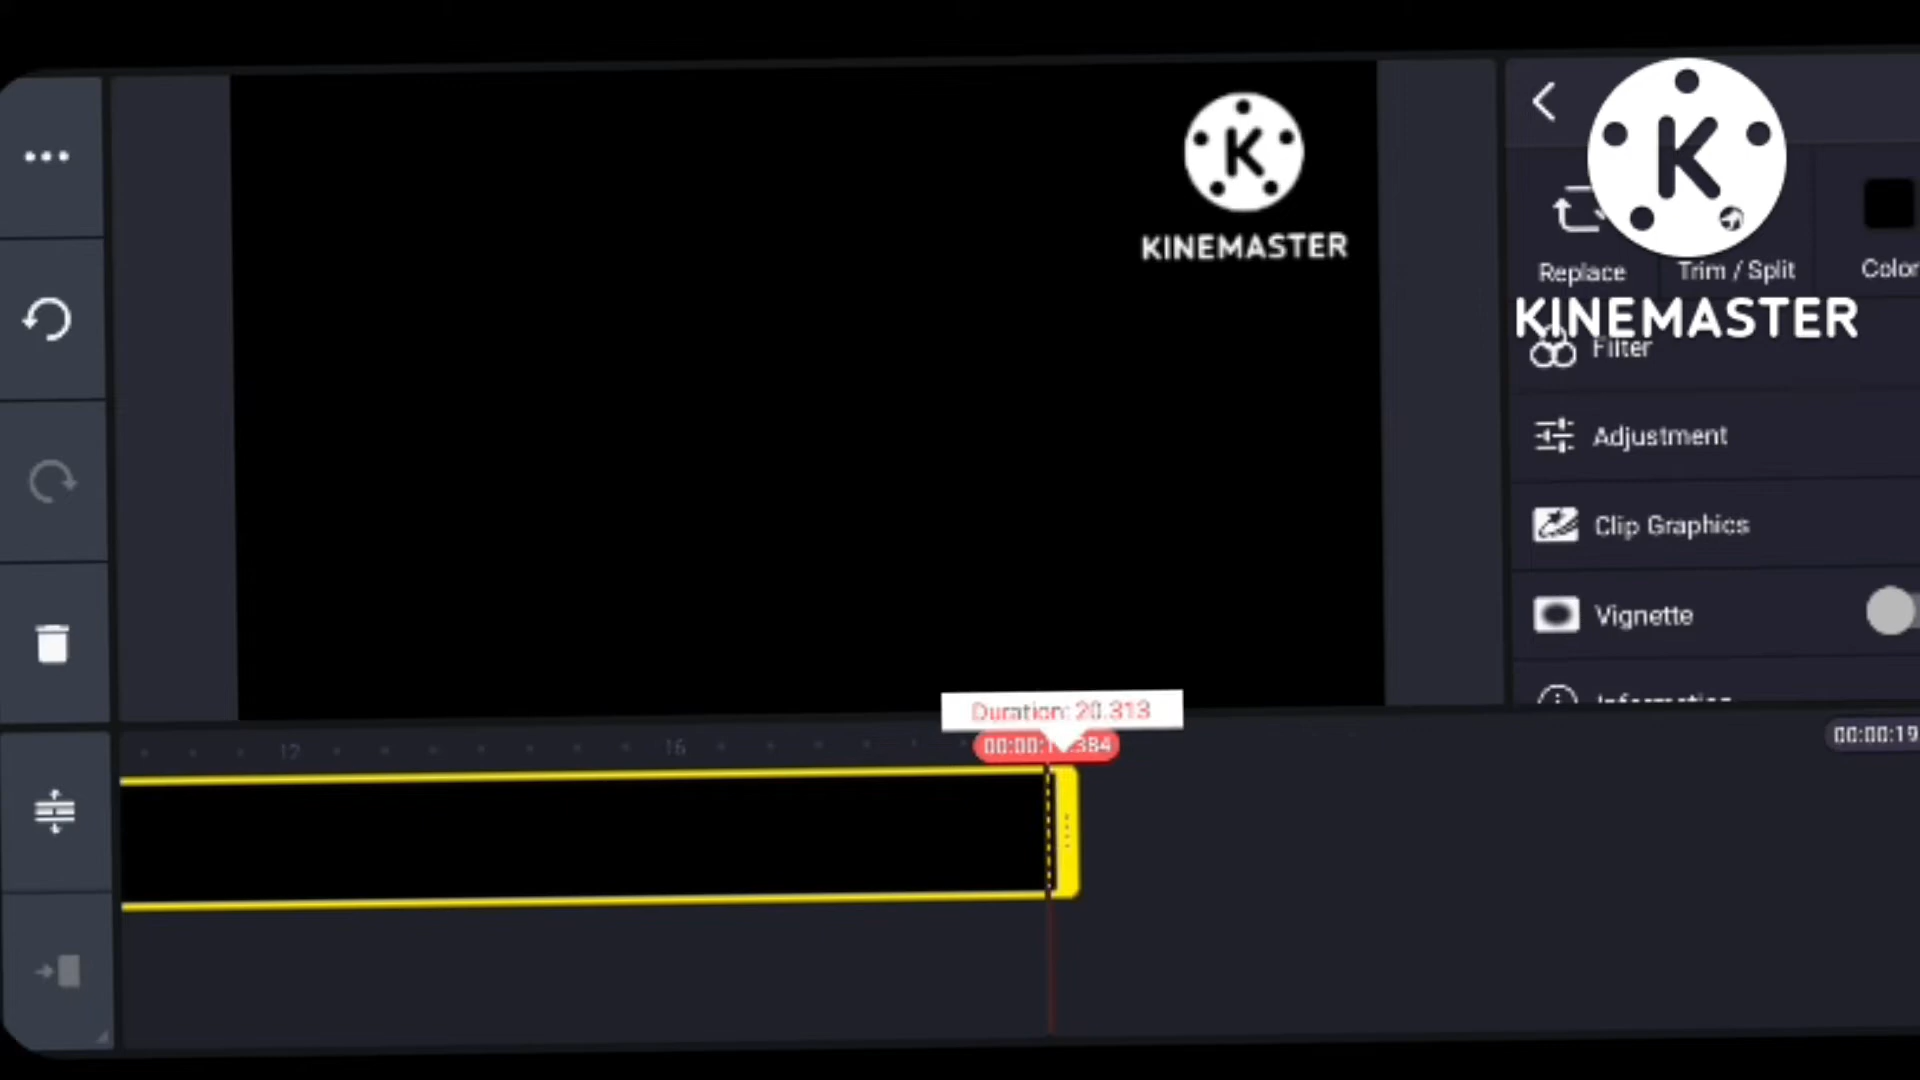 K
KINEMASTER
K
KINEMASTER
Replace
Trim / Split
Color
Filter
Adjustment
Clip Graphics
Vignette
Information
Duration: 20.313
12
16
00:00:19